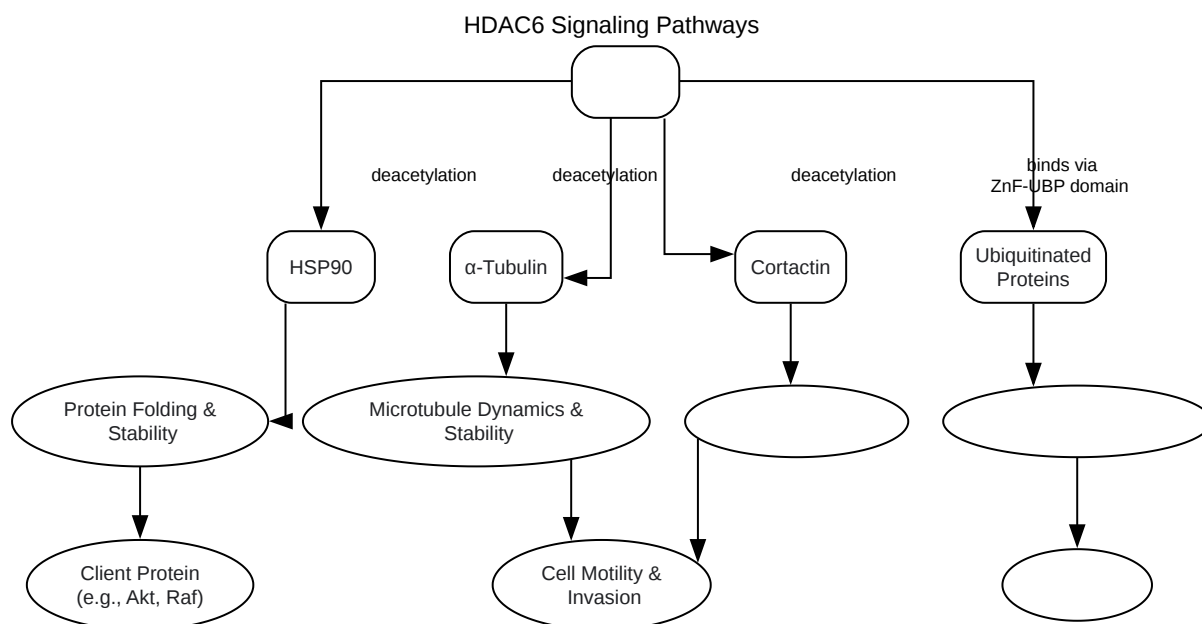 HDAC6 Signaling Pathways
deacetylation
deacetylation
deacetylation
binds via
ZnF-UBP domain
HSP90
α-Tubulin
Cortactin
Ubiquitinated
Proteins
Protein Folding &
Stability
Microtubule Dynamics &
Stability
Client Protein
(e.g., Akt, Raf)
Cell Motility &
Invasion